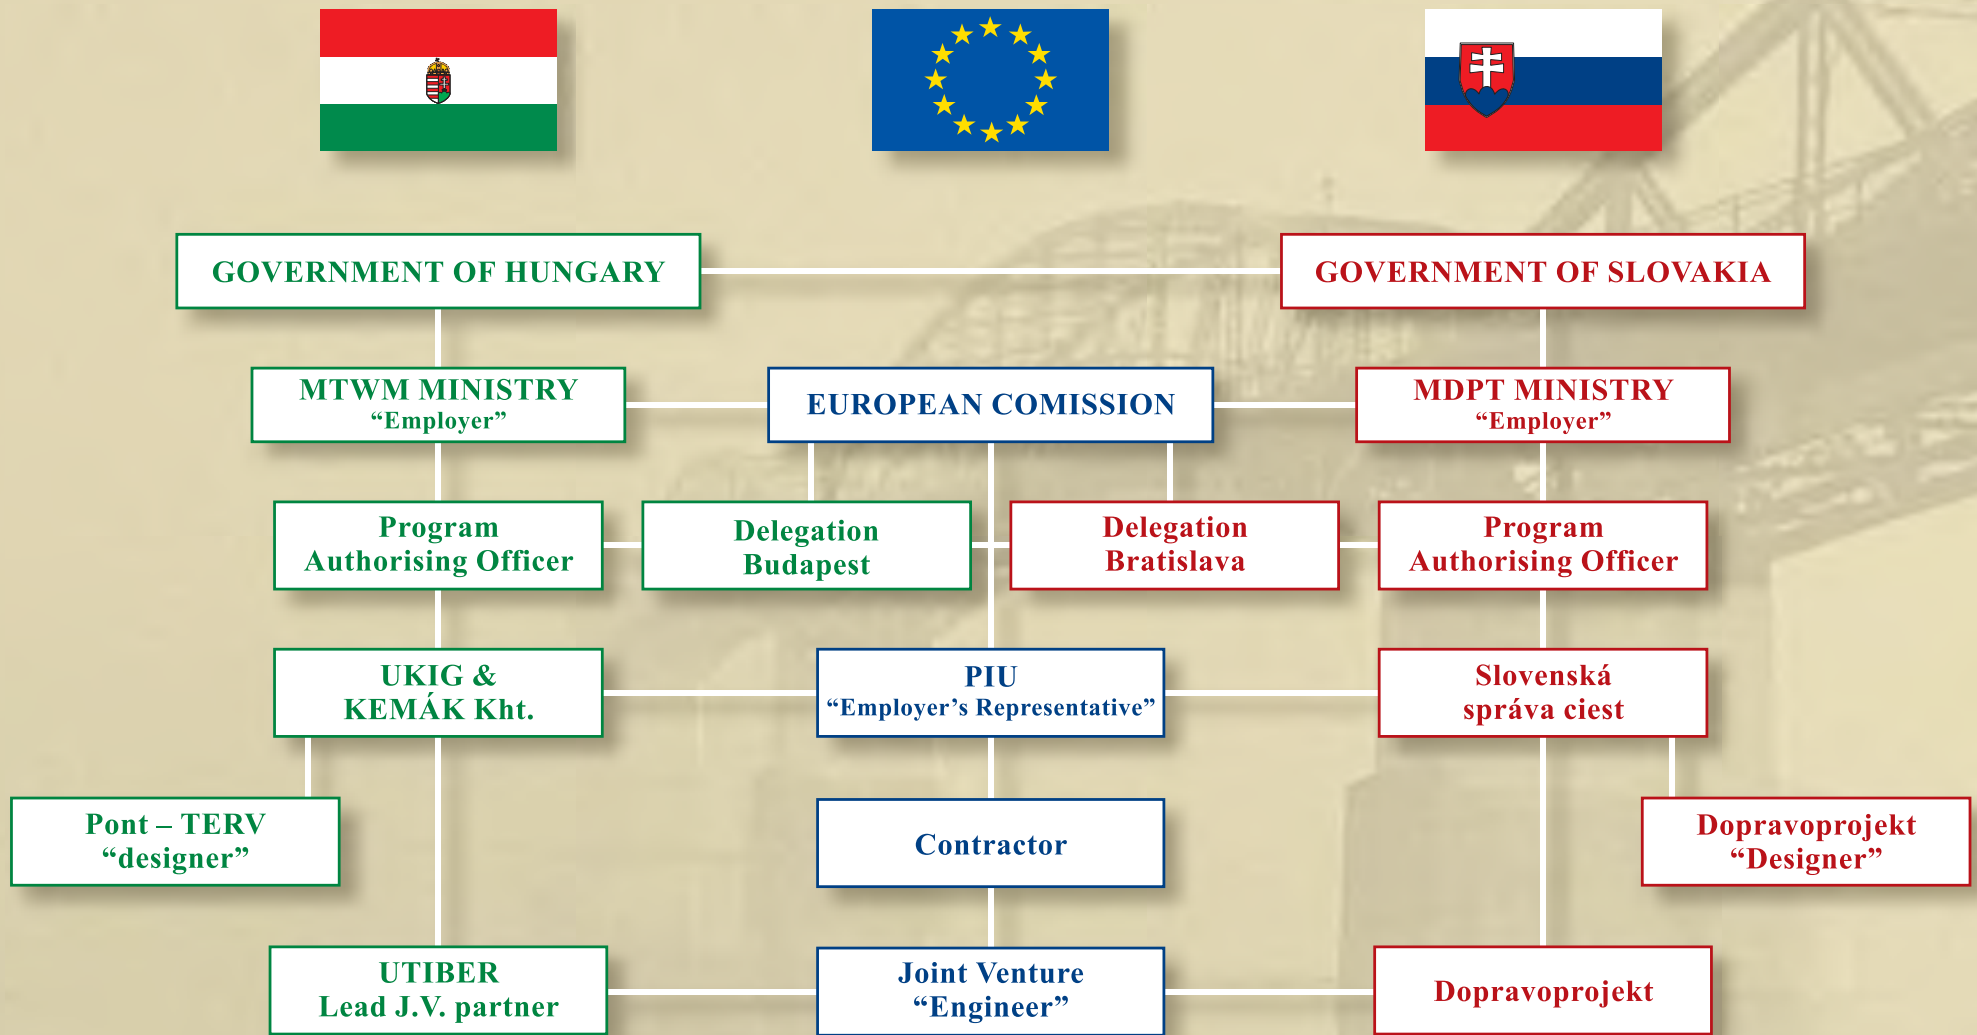 GOVERNMENT OF HUNGARY
GOVERNMENT OF SLOVAKIA
MTWM MINISTRY
“Employer”
EUROPEAN COMISSION
MDPT MINISTRY
“Employer”
Program
Authorising Officer
Delegation
Budapest
Delegation
Bratislava
Program
Authorising Officer
UKIG &
KEMÁK Kht.
PIU
“Employer’s Representative”
Slovenská
správa ciest
Pont – TERV
“designer”
Contractor
Dopravoprojekt
“Designer”
UTIBER
Lead J.V. partner
Joint Venture
“Engineer”
Dopravoprojekt